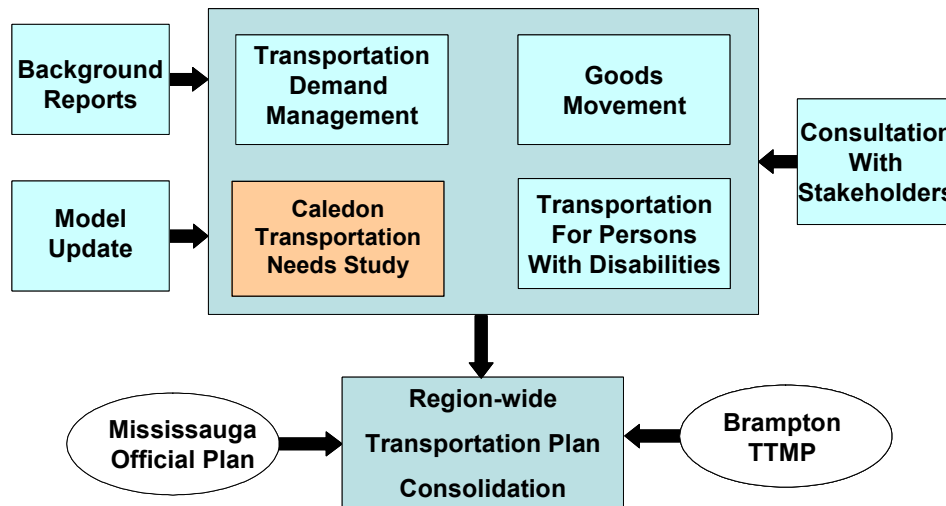 Background
Reports
Transportation
Demand
Management
Goods
Movement
Consultation
With
Stakeholders
Model
Update
Caledon
Transportation
Needs Study
Transportation
For Persons
With Disabilities
Mississauga
Official Plan
Region-wide
Transportation Plan
Consolidation
Brampton
TTMP